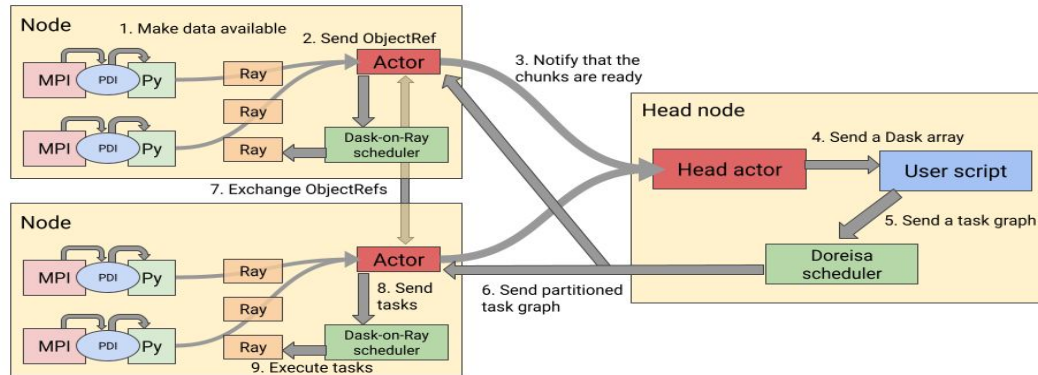 Node
1. Make data available
2. Send ObjectRef
MPI
PDI
Py
Ray
Actor
Ray
MPI
PDI
Py
Ray
Dask-on-Ray
scheduler
3. Notify that the
chunks are ready
7. Exchange ObjectRefs
Node
MPI
PDI
Py
Ray
Actor
Ray
8. Send
tasks
MPI
PDI
Py
Ray
Dask-on-Ray
scheduler
9. Execute tasks
6. Send partitioned
task graph
Head node
4. Send a Dask array
Head actor
User script
5. Send a task graph
Doreisa
scheduler